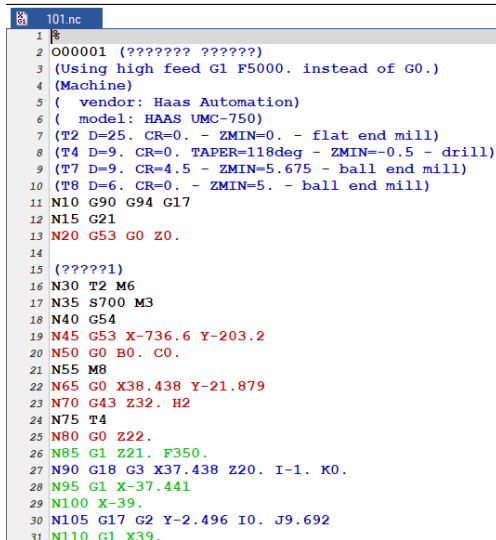 101.nc
1 %
2 O00001 (??????? ??????)
3 (Using high feed G1 F5000. instead of G0.)
4 (Machine)
5 (  vendor: Haas Automation)
6 (  model: HAAS UMC-750)
7 (T2 D=25. CR=0. - ZMIN=0. - flat end mill)
8 (T4 D=9. CR=0. TAPER=118deg - ZMIN=-0.5 - drill)
9 (T7 D=9. CR=4.5 - ZMIN=5.675 - ball end mill)
10 (T8 D=6. CR=0. - ZMIN=5. - ball end mill)
11 N10 G90 G94 G17
12 N15 G21
13 N20 G53 G0 Z0.
14
15 (?????1)
16 N30 T2 M6
17 N35 S700 M3
18 N40 G54
19 N45 G53 X-736.6 Y-203.2
20 N50 G0 B0. C0.
21 N55 M8
22 N65 G0 X38.438 Y-21.879
23 N70 G43 Z32. H2
24 N75 T4
25 N80 G0 Z22.
26 N85 G1 Z21. F350.
27 N90 G18 G3 X37.438 Z20. I-1. K0.
28 N95 G1 X-37.441
29 N100 X-39.
30 N105 G17 G2 Y-2.496 I0. J9.692
31 N110 G1 X39.